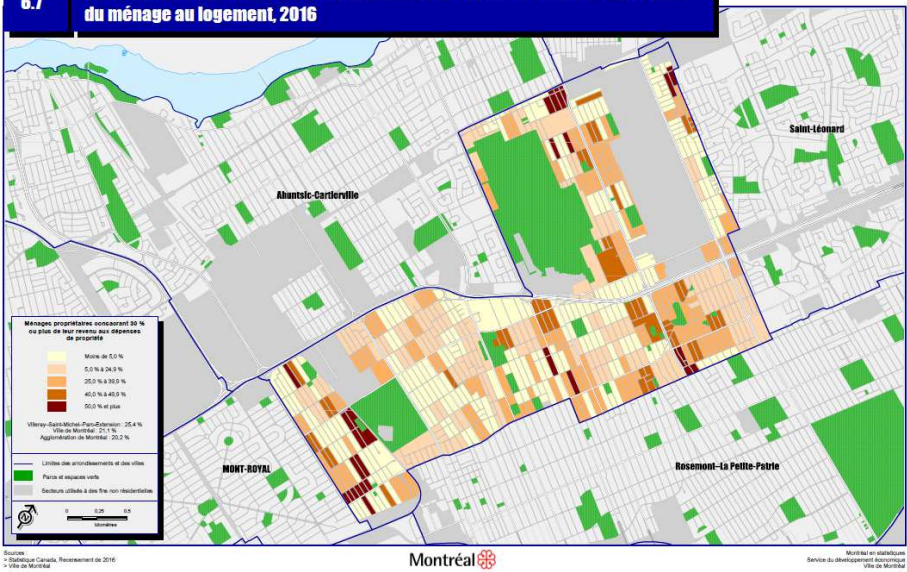 6.7
du ménage au logement, 2016
Saint-Léonard
Ahuntsic-Cartierville
Ménages propriétaires consacrant 30 %
ou plus de leur revenu aux dépenses
de propriété
Moins de 5,0 %
5,0 % à 24,9 %
25,0 % à 39,9 %
40,0 % à 49,9 %
50,0 % et plus
Villeray–Saint-Michel–Parc-Extension : 25,4 %
Ville de Montréal : 21,1 %
Agglomération de Montréal : 20,2 %
Limites des arrondissements et des villes
Parcs et espaces verts
Secteurs utilisés à des fins non résidentielles
N
0 0,25 0,5
kilomètres
MONT-ROYAL
Rosemont–La Petite-Patrie
Sources :
> Statistique Canada, Recensement de 2016
> Ville de Montréal
Montréal
Montréal en statistiques
Service du développement économique
Ville de Montréal